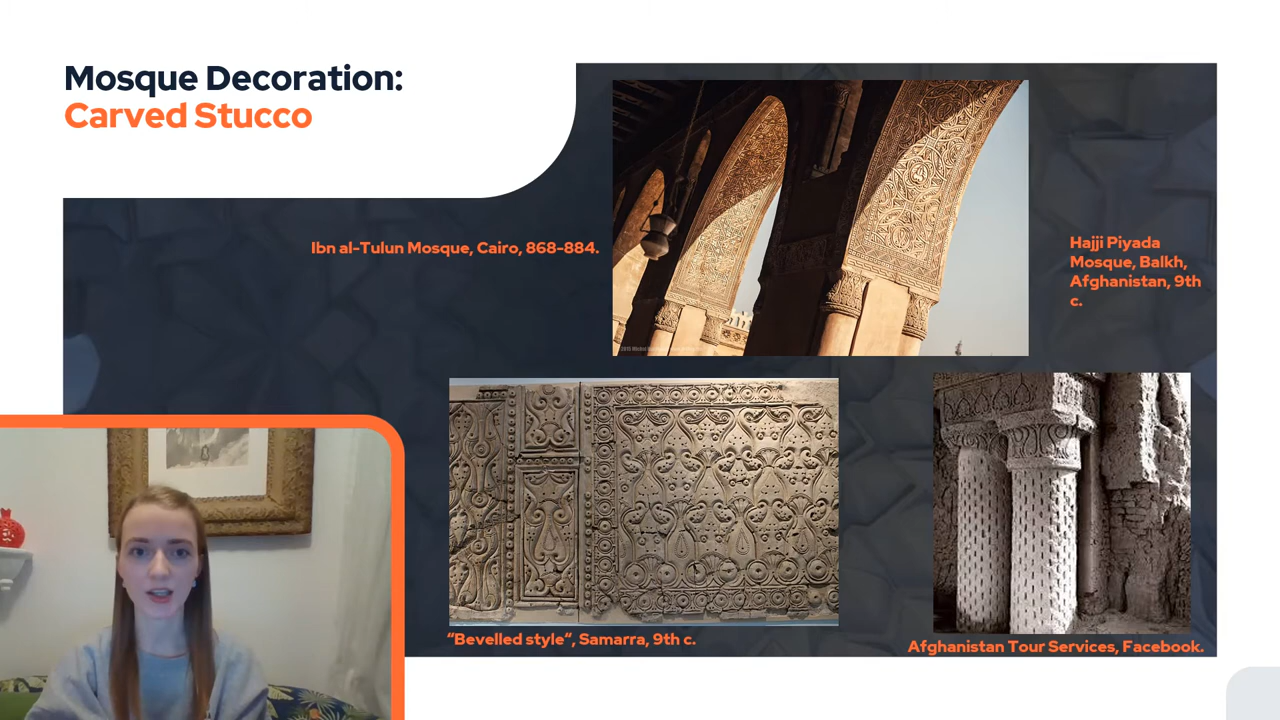 Mosque Decoration:
Carved Stucco
Ibn al-Tulun Mosque, Cairo, 868-884.
Hajji Piyada
Mosque, Balkh,
Afghanistan, 9th
c.
“Bevelled style”, Samarra, 9th c.
Afghanistan Tour Services, Facebook.